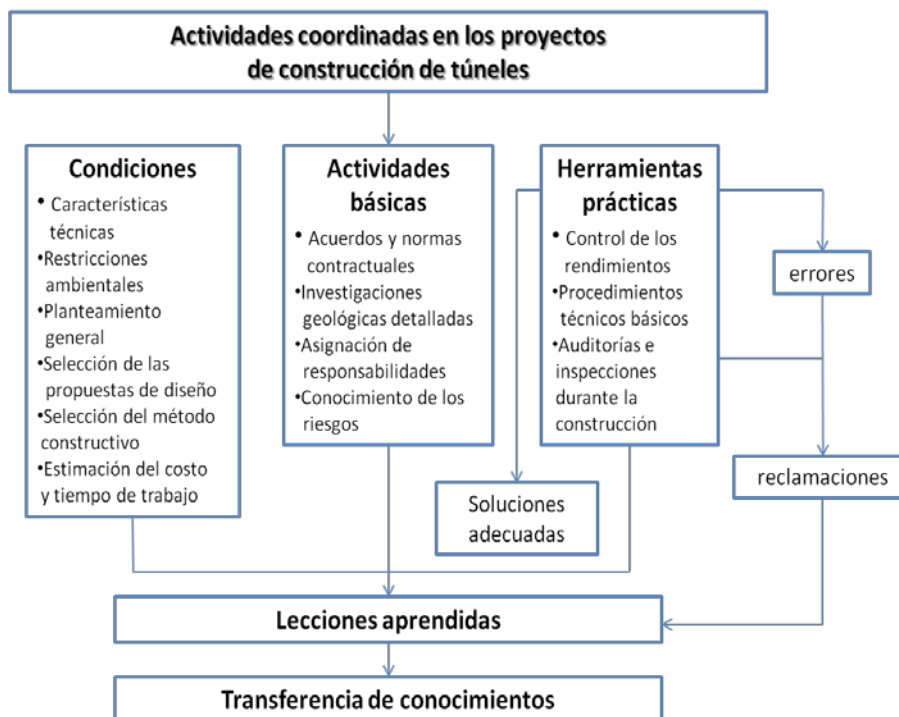 Actividades coordinadas en los proyectos
de construcción de túneles
Condiciones
• Características
técnicas
•Restricciones
ambientales
•Planteamiento
general
•Selección de las
propuestas de diseño
•Selección del método
constructivo
•Estimación del costo
y tiempo de trabajo
Actividades
básicas
• Acuerdos y normas
contractuales
•Investigaciones
geológicas detalladas
•Asignación de
responsabilidades
•Conocimiento de los
riesgos
Herramientas
prácticas
• Control de los
rendimientos
•Procedimientos
técnicos básicos
•Auditorías e
inspecciones
durante la
construcción
errores
reclamaciones
Soluciones
adecuadas
Lecciones aprendidas
Transferencia de conocimientos